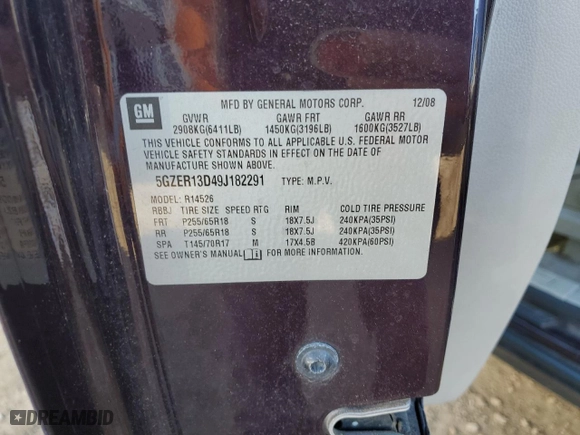 GM
MFD BY GENERAL MOTORS CORP. 12/08
GVWR GAWR FRT GAWR RR
2908KG(6411LB) 1450KG(3196LB) 1600KG(3527LB)
THIS VEHICLE CONFORMS TO ALL APPLICABLE U.S. FEDERAL MOTOR
VEHICLE SAFETY STANDARDS IN EFFECT ON THE DATE OF
MANUFACTURE SHOWN ABOVE.
5GZER13D49J182291 TYPE: M.P.V.
MODEL: R14526
RBBJ TIRE SIZE SPEED RTG RIM COLD TIRE PRESSURE
FRT P255/65R18 S 18X7.5J 240KPA(35PSI)
RR P255/65R18 S 18X7.5J 240KPA(35PSI)
SPA T145/70R17 M 17X4.5B 420KPA(60PSI)
SEE OWNER'S MANUAL i FOR MORE INFORMATION.
DREAMBID